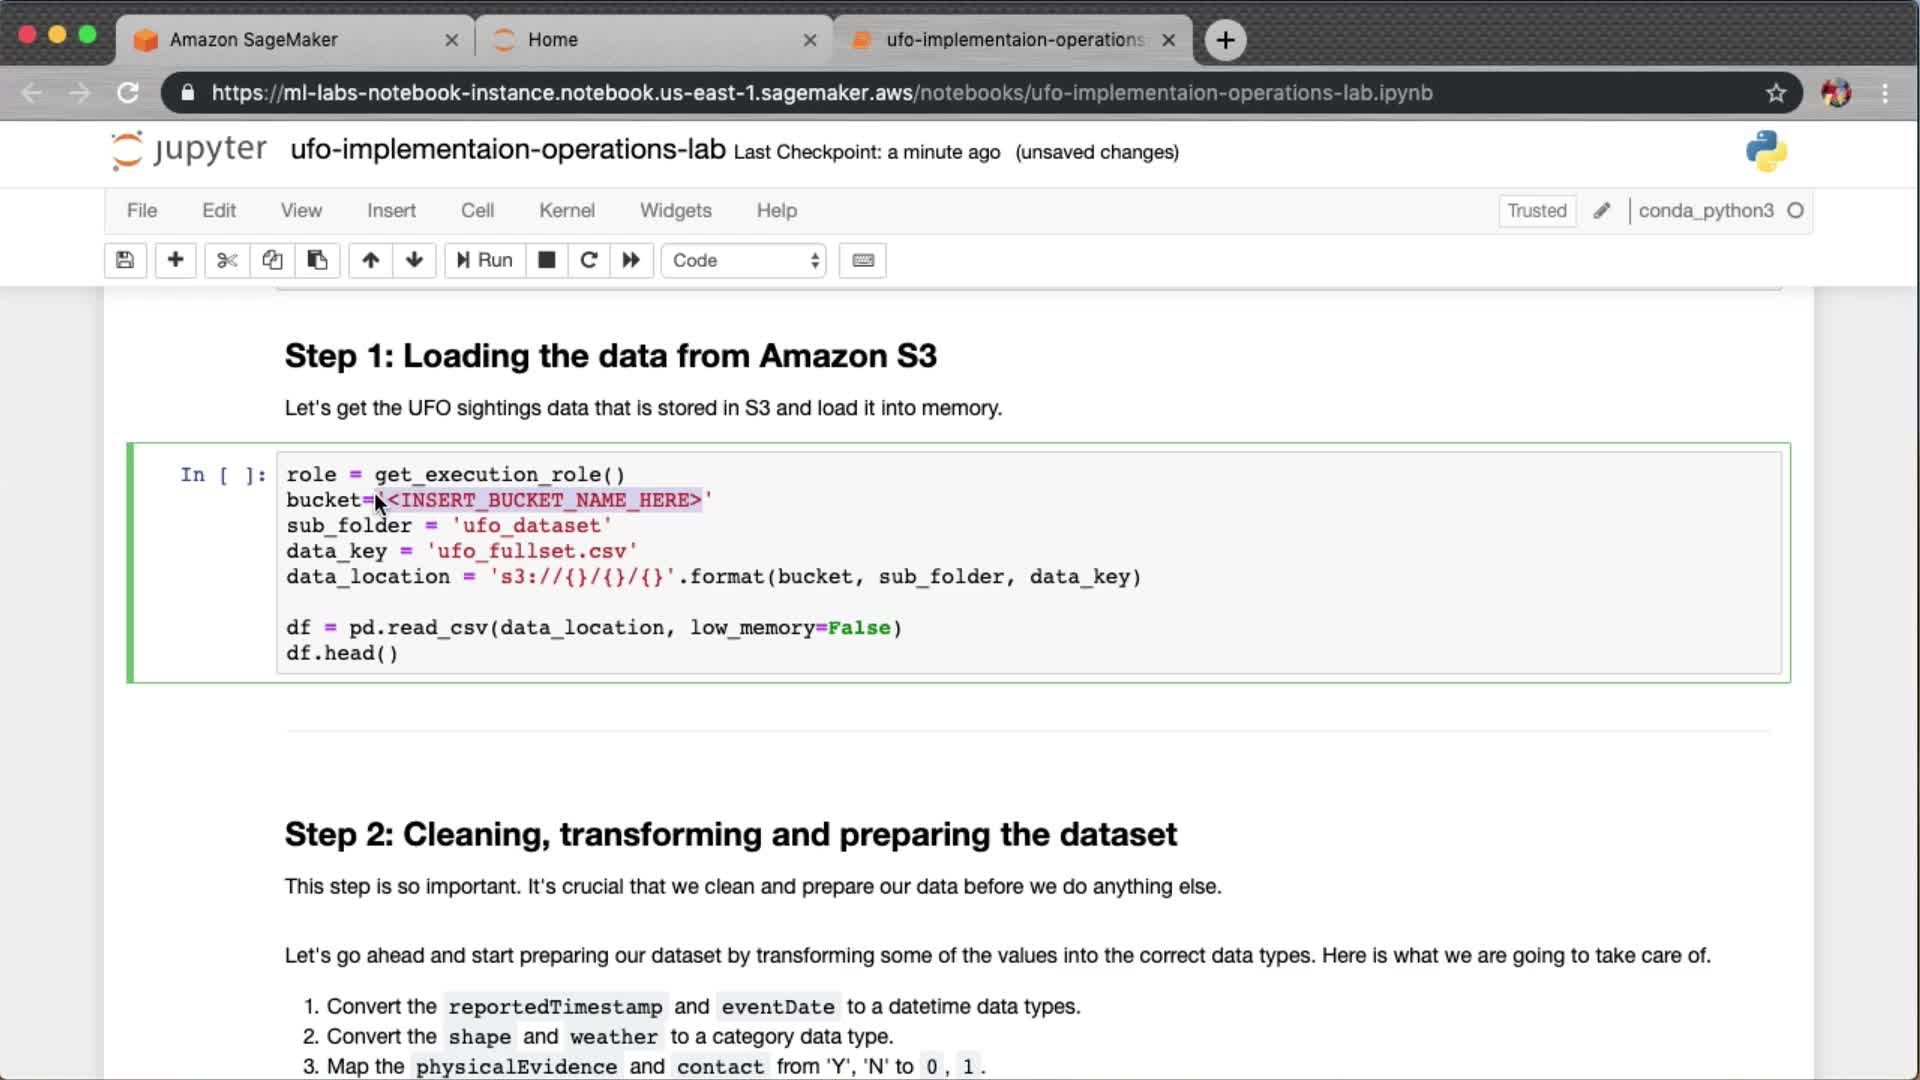 Amazon SageMaker
Home
ufo-implementaion-operations
https://ml-labs-notebook-instance.notebook.us-east-1.sagemaker.aws/notebooks/ufo-implementaion-operations-lab.ipynb
jupyter ufo-implementaion-operations-lab Last Checkpoint: a minute ago (unsaved changes)
File Edit View Insert Cell Kernel Widgets Help Trusted conda_python3
Run Code
Step 1: Loading the data from Amazon S3
Let's get the UFO sightings data that is stored in S3 and load it into memory.
In [ ]: role = get_execution_role()
bucket='<INSERT_BUCKET_NAME_HERE>'
sub_folder = 'ufo_dataset'
data_key = 'ufo_fullset.csv'
data_location = 's3://{}/{}/{}'.format(bucket, sub_folder, data_key)
df = pd.read_csv(data_location, low_memory=False)
df.head()
Step 2: Cleaning, transforming and preparing the dataset
This step is so important. It's crucial that we clean and prepare our data before we do anything else.
Let's go ahead and start preparing our dataset by transforming some of the values into the correct data types. Here is what we are going to take care of.
1. Convert the reportedTimestamp and eventDate to a datetime data types.
2. Convert the shape and weather to a category data type.
3. Map the physicalEvidence and contact from 'Y', 'N' to 0 , 1 .